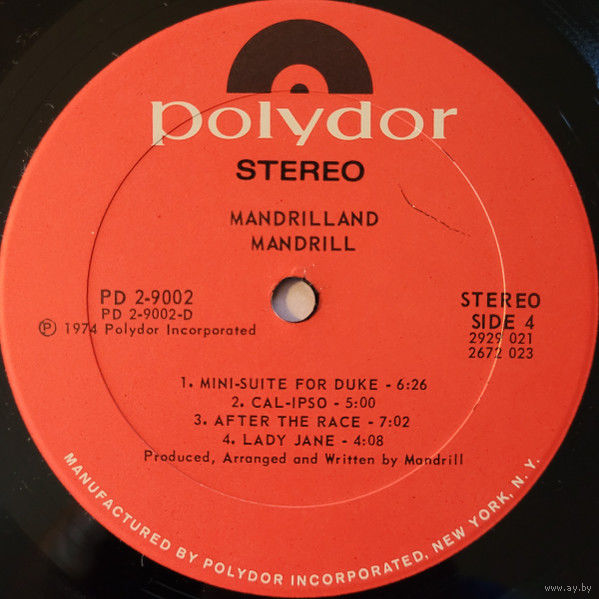 polydor
STEREO
MANDRILLAND
MANDRILL
PD 2-9002
PD 2-9002-D
℗ 1974 Polydor Incorporated
STEREO
SIDE 4
2929 021
2672 023
1. MINI-SUITE FOR DUKE - 6:26
2. CAL-IPSO - 5:00
3. AFTER THE RACE - 7:02
4. LADY JANE - 4:08
Produced, Arranged and Written by Mandrill
MANUFACTURED BY POLYDOR INCORPORATED, NEW YORK, N. Y.
www.ay.by